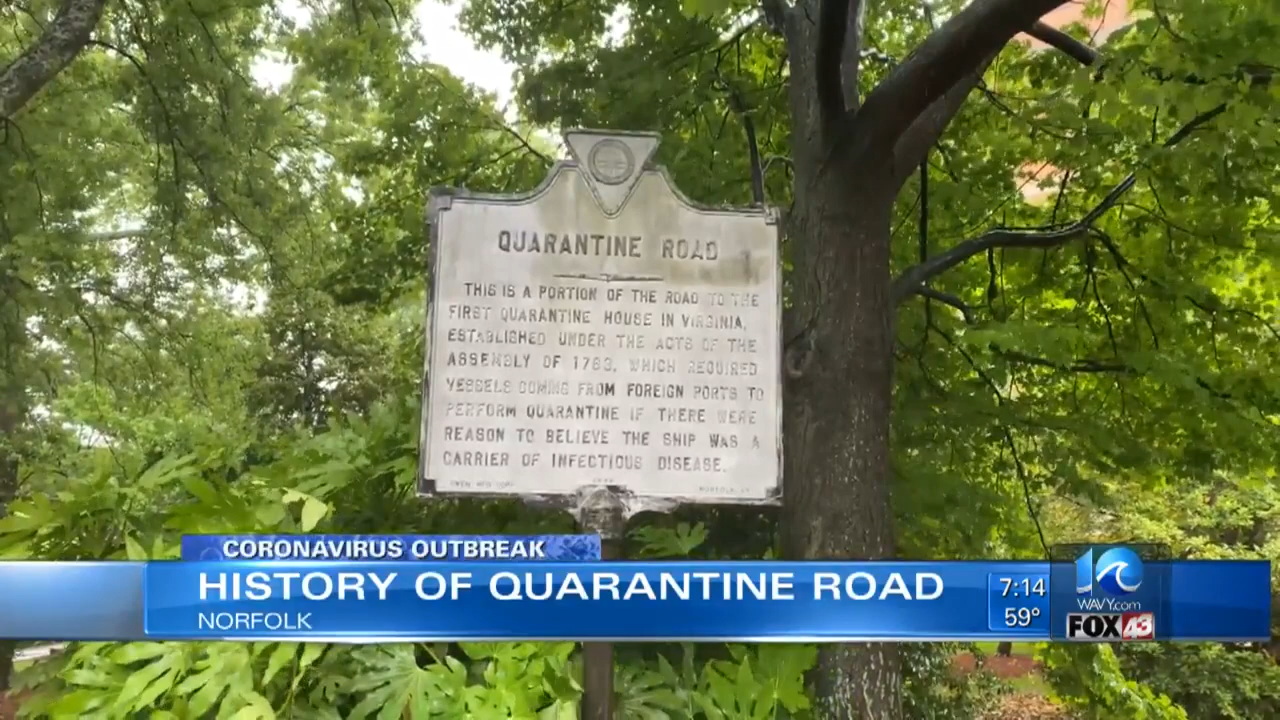 QUARANTINE ROAD
THIS IS A PORTION OF THE ROAD TO THE
FIRST QUARANTINE HOUSE IN VIRGINIA,
ESTABLISHED UNDER THE ACTS OF THE
ASSEMBLY OF 1783, WHICH REQUIRED
VESSELS COMING FROM FOREIGN PORTS TO
PERFORM QUARANTINE IF THERE WERE
REASON TO BELIEVE THE SHIP WAS A
CARRIER OF INFECTIOUS DISEASE.
CORONAVIRUS OUTBREAK
HISTORY OF QUARANTINE ROAD
NORFOLK
7:14
59°
10
WAVY.com
FOX 43